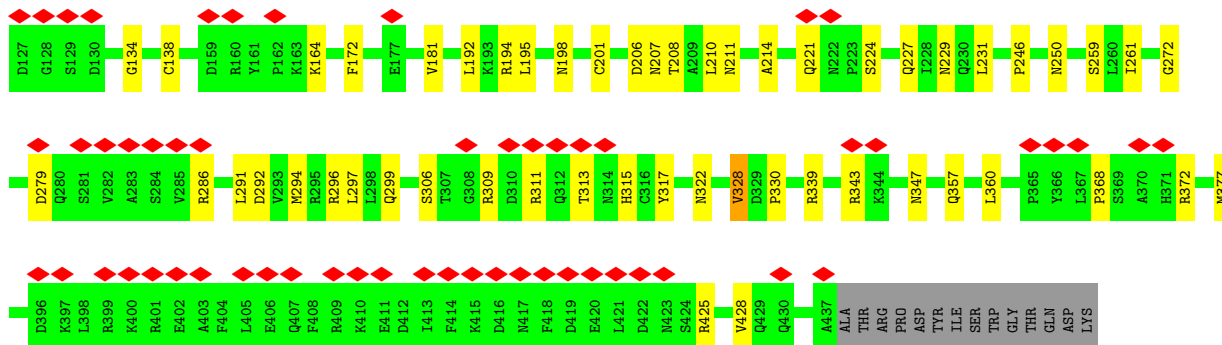 D127 G128 S129 D130 G134 C138 D159 R160 Y161 P162 K163 K164 F172 E177 V181 L192 K193 R194 L195 N198 C201 D206 N207 T208 A209 L210 N211 A214 Q221 N222 P223 S224 Q227 I228 N229 Q230 L231 P246 N250 S259 L260 I261 G272
D279 Q280 S281 V282 A283 S284 V285 R286 L291 D292 V293 M294 R295 R296 L297 L298 Q299 S306 T307 G308 R309 D310 R311 Q312 T313 N314 H315 C316 Y317 N322 V328 D329 P330 R339 R343 K344 N347 Q357 L360 P365 Y366 L367 P368 S369 A370 H371 R372
D396 K397 L398 R399 K400 R401 E402 A403 F404 L405 E406 Q407 F408 R409 K410 E411 D412 I413 F414 K415 D416 N417 F418 D419 E420 L421 D422 N423 S424 R425 V428 Q429 Q430 A437 ALA THR ARG PRO ASP TYR ILE SER TRP GLY THR GLN ASP LYS